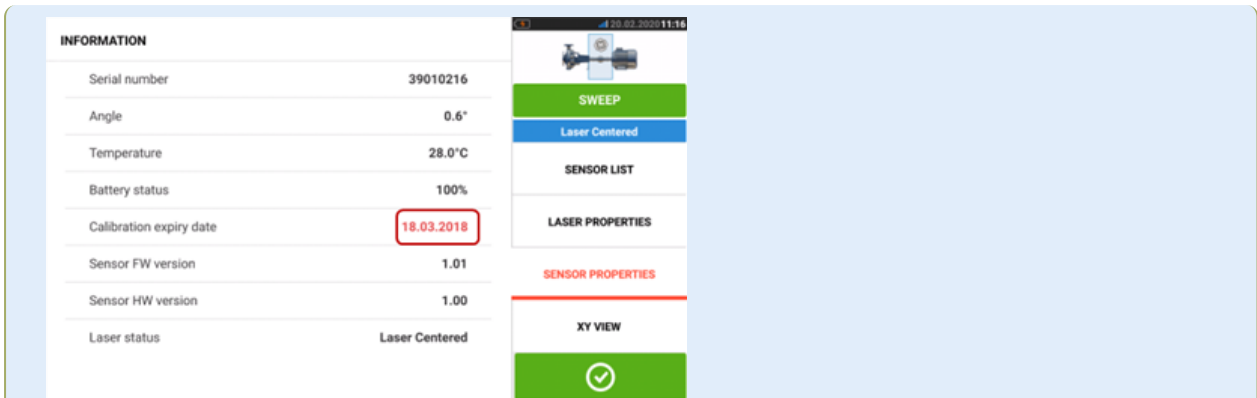 INFORMATION
Serial number 39010216
Angle 0.6°
Temperature 28.0°C
Battery status 100%
Calibration expiry date 18.03.2018
Sensor FW version 1.01
Sensor HW version 1.00
Laser status Laser Centered
20.02.2020 11:16
SWEEP
Laser Centered
SENSOR LIST
LASER PROPERTIES
SENSOR PROPERTIES
XY VIEW